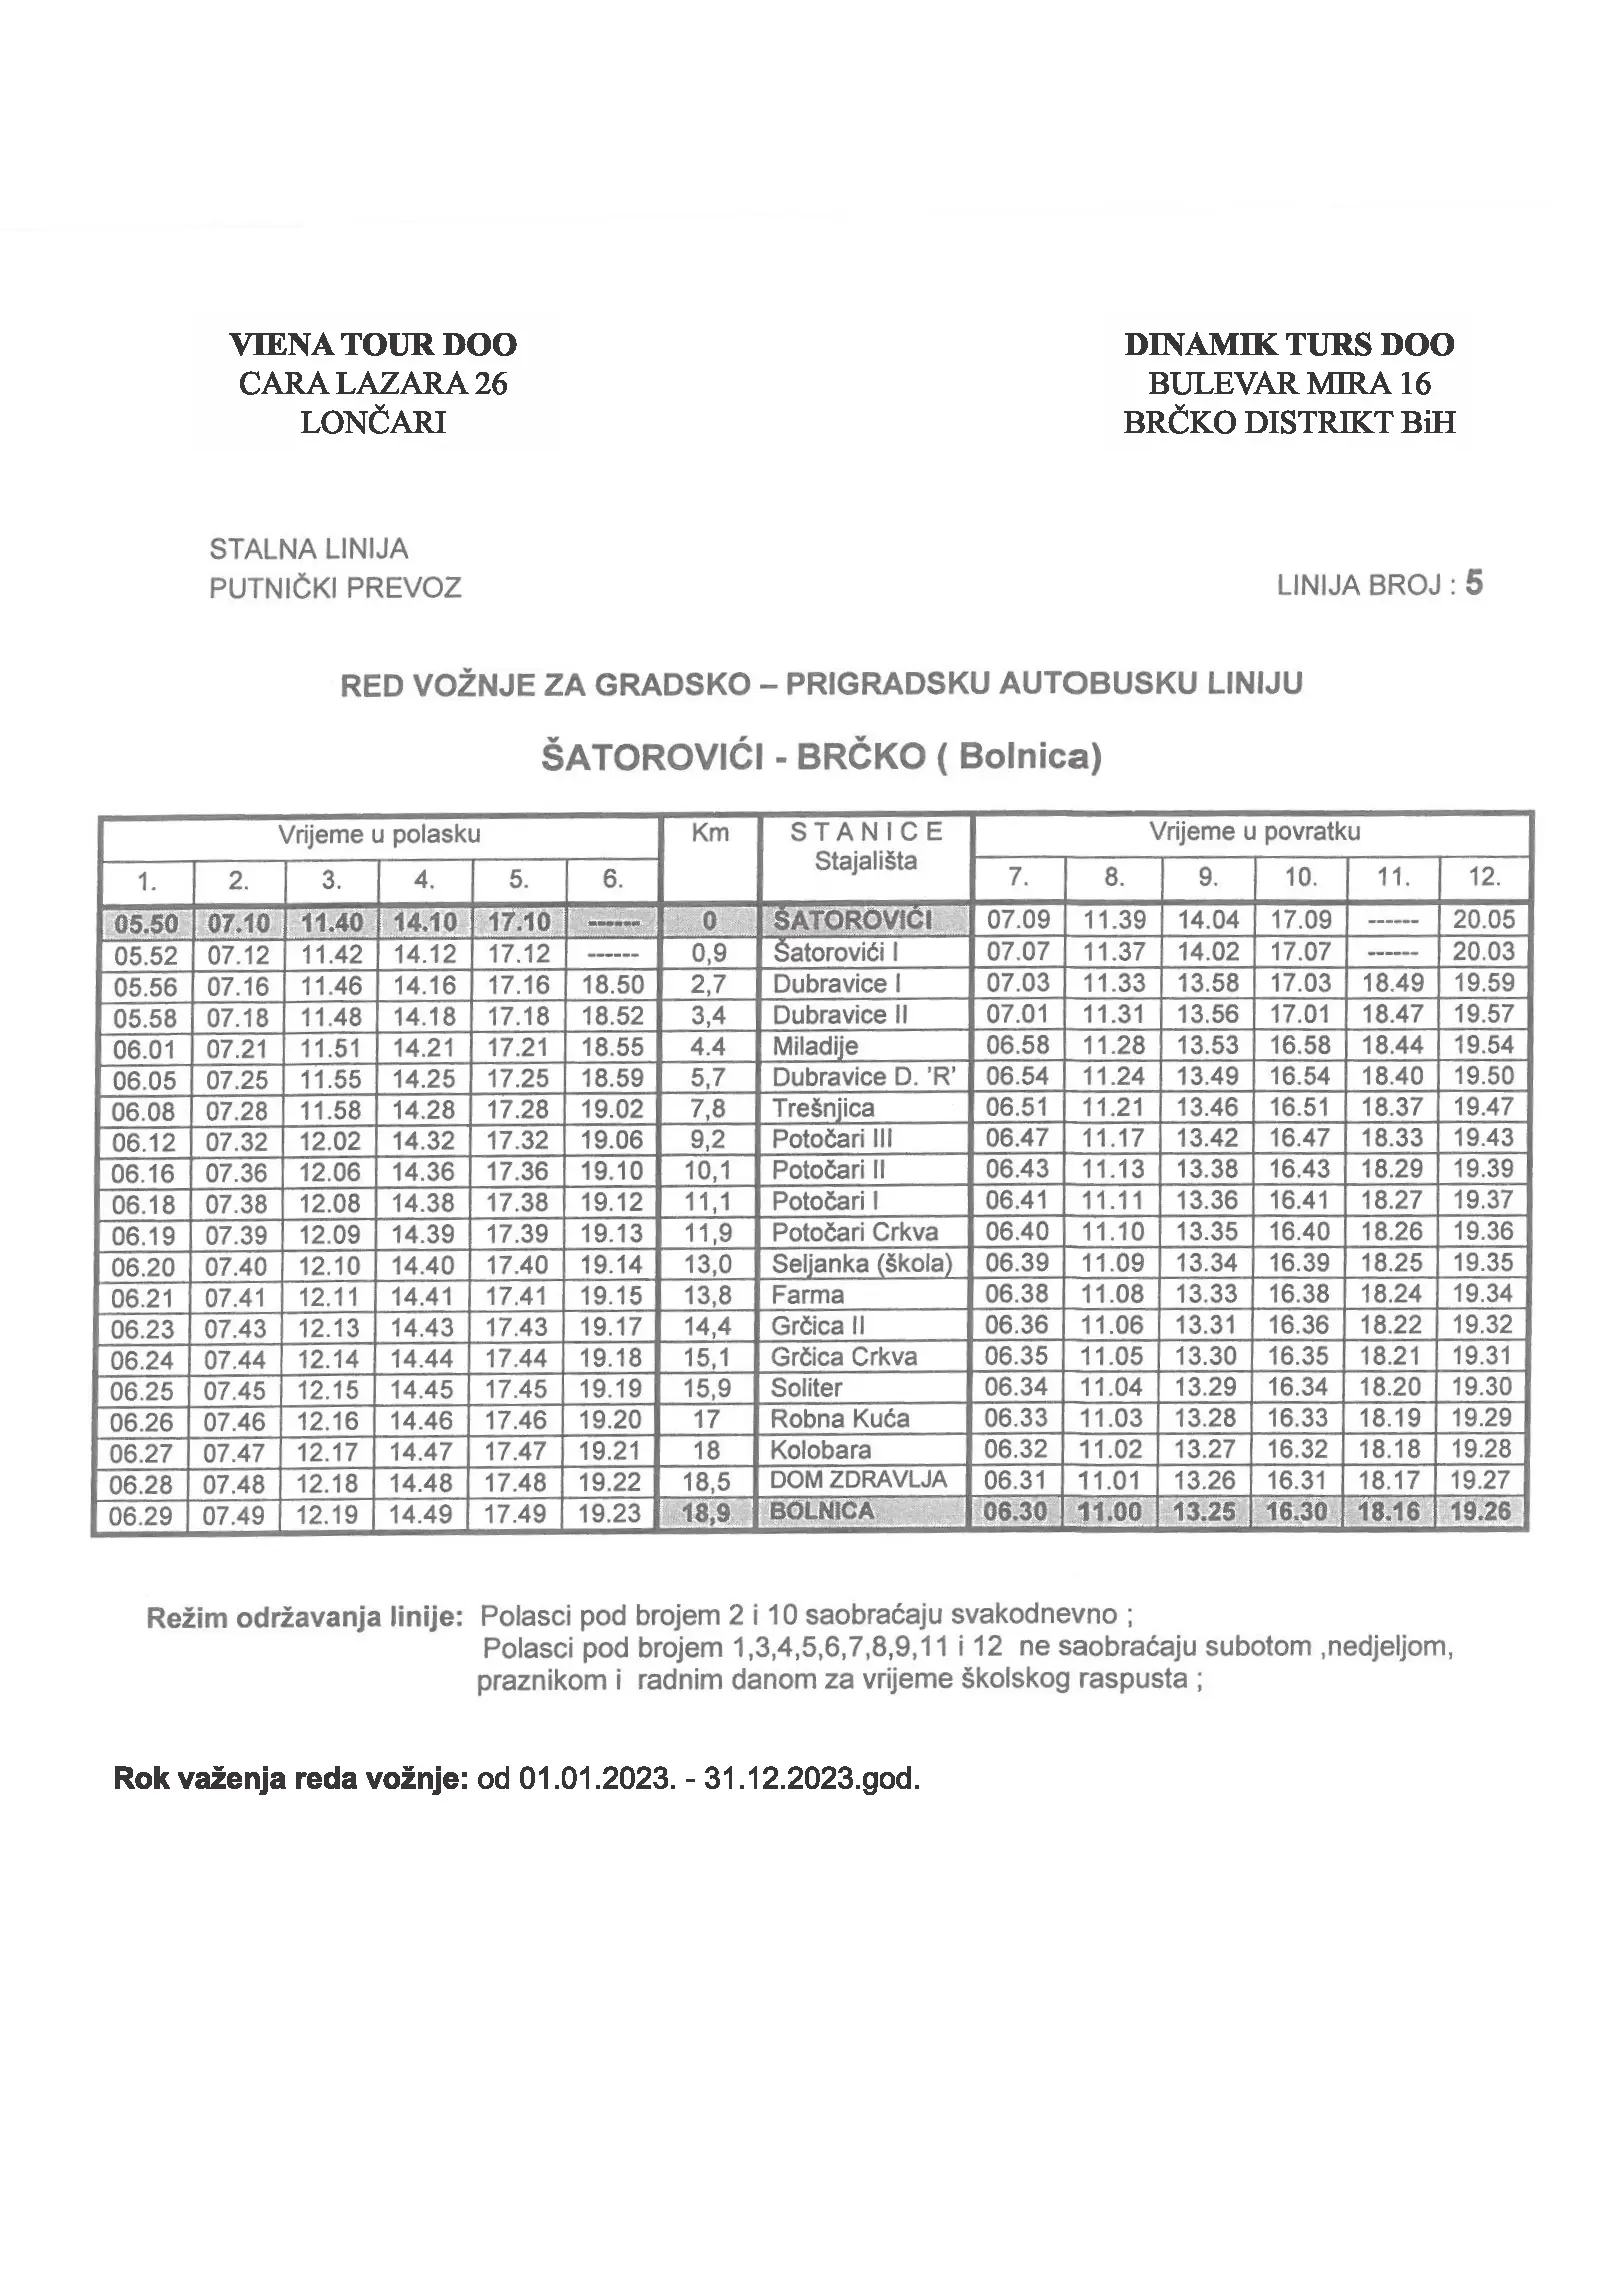 VIENA TOUR DOO
CARA LAZARA 26
LONČARI
DINAMIK TURS DOO
BULEVAR MIRA 16
BRČKO DISTRIKT BiH
STALNA LINIJA
PUTNIČKI PREVOZ
LINIJA BROJ : 5
RED VOŽNJE ZA GRADSKO – PRIGRADSKU AUTOBUSKU LINIJU
ŠATOROVIĆI - BRČKO ( Bolnica)
Vrijeme u polasku Km S T A N I C E Vrijeme u povratku
Stajališta
1. 2. 3. 4. 5. 6. 7. 8. 9. 10. 11. 12.
05.50 07.10 11.40 14.10 17.10 ------ 0 ŠATOROVIĆI 07.09 11.39 14.04 17.09 ------ 20.05
05.52 07.12 11.42 14.12 17.12 ------ 0,9 Šatorovići I 07.07 11.37 14.02 17.07 ------ 20.03
05.56 07.16 11.46 14.16 17.16 18.50 2,7 Dubravice I 07.03 11.33 13.58 17.03 18.49 19.59
05.58 07.18 11.48 14.18 17.18 18.52 3,4 Dubravice II 07.01 11.31 13.56 17.01 18.47 19.57
06.01 07.21 11.51 14.21 17.21 18.55 4.4 Miladije 06.58 11.28 13.53 16.58 18.44 19.54
06.05 07.25 11.55 14.25 17.25 18.59 5,7 Dubravice D. 'R' 06.54 11.24 13.49 16.54 18.40 19.50
06.08 07.28 11.58 14.28 17.28 19.02 7,8 Trešnjica 06.51 11.21 13.46 16.51 18.37 19.47
06.12 07.32 12.02 14.32 17.32 19.06 9,2 Potočari III 06.47 11.17 13.42 16.47 18.33 19.43
06.16 07.36 12.06 14.36 17.36 19.10 10,1 Potočari II 06.43 11.13 13.38 16.43 18.29 19.39
06.18 07.38 12.08 14.38 17.38 19.12 11,1 Potočari I 06.41 11.11 13.36 16.41 18.27 19.37
06.19 07.39 12.09 14.39 17.39 19.13 11,9 Potočari Crkva 06.40 11.10 13.35 16.40 18.26 19.36
06.20 07.40 12.10 14.40 17.40 19.14 13,0 Seljanka (škola) 06.39 11.09 13.34 16.39 18.25 19.35
06.21 07.41 12.11 14.41 17.41 19.15 13,8 Farma 06.38 11.08 13.33 16.38 18.24 19.34
06.23 07.43 12.13 14.43 17.43 19.17 14,4 Grčica II 06.36 11.06 13.31 16.36 18.22 19.32
06.24 07.44 12.14 14.44 17.44 19.18 15,1 Grčica Crkva 06.35 11.05 13.30 16.35 18.21 19.31
06.25 07.45 12.15 14.45 17.45 19.19 15,9 Soliter 06.34 11.04 13.29 16.34 18.20 19.30
06.26 07.46 12.16 14.46 17.46 19.20 17 Robna Kuća 06.33 11.03 13.28 16.33 18.19 19.29
06.27 07.47 12.17 14.47 17.47 19.21 18 Kolobara 06.32 11.02 13.27 16.32 18.18 19.28
06.28 07.48 12.18 14.48 17.48 19.22 18,5 DOM ZDRAVLJA 06.31 11.01 13.26 16.31 18.17 19.27
06.29 07.49 12.19 14.49 17.49 19.23 18,9 BOLNICA 06.30 11.00 13.25 16.30 18.16 19.26
Režim održavanja linije: Polasci pod brojem 2 i 10 saobraćaju svakodnevno ;
Polasci pod brojem 1,3,4,5,6,7,8,9,11 i 12 ne saobraćaju subotom ,nedjeljom,
praznikom i radnim danom za vrijeme školskog raspusta ;
Rok važenja reda vožnje: od 01.01.2023. - 31.12.2023.god.